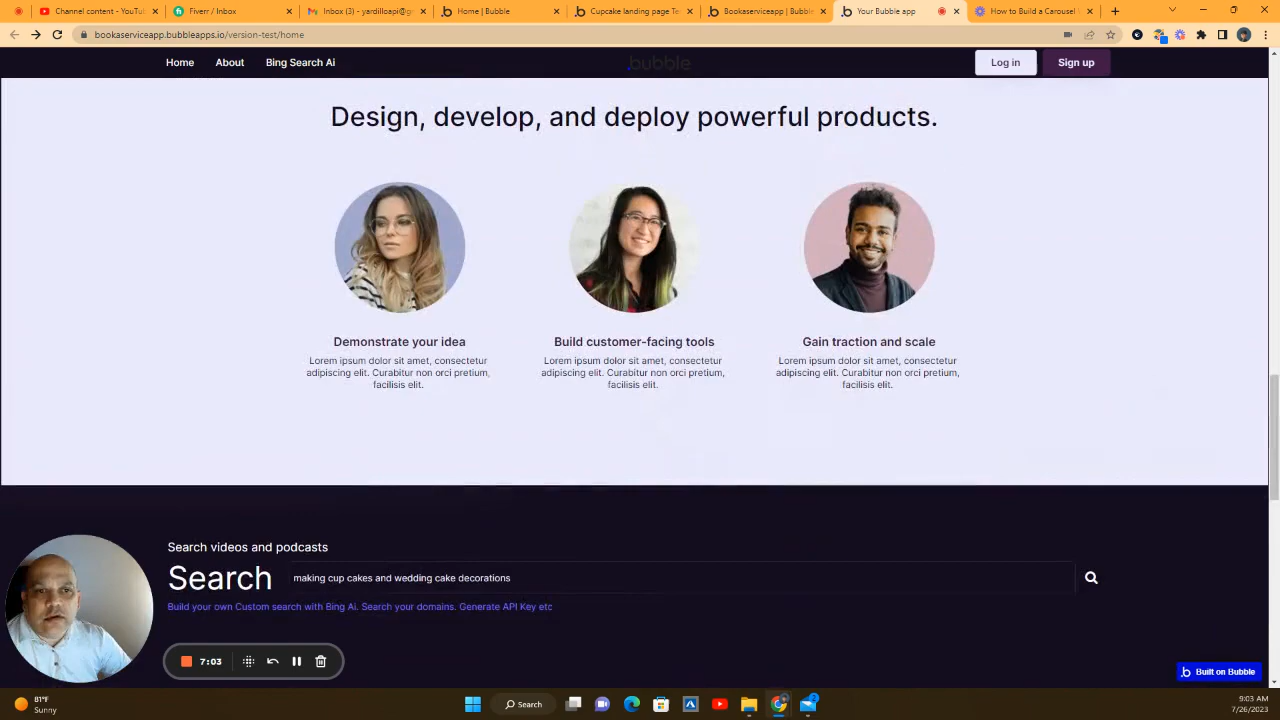 Channel content - YouTu
Fiverr / Inbox
Inbox (3) - yardilloapi@g
Home | Bubble
Cupcake landing page Te
Bookaserviceapp | Bubble
Your Bubble app
How to Build a Carousel
bookaserviceapp.bubbleapps.io/version-test/home
Home
About
Bing Search Ai
bubble
Log in
Sign up
Design, develop, and deploy powerful products.
Demonstrate your idea
Lorem ipsum dolor sit amet, consectetur
adipiscing elit. Curabitur non orci pretium,
facilisis elit.
Build customer-facing tools
Lorem ipsum dolor sit amet, consectetur
adipiscing elit. Curabitur non orci pretium,
facilisis elit.
Gain traction and scale
Lorem ipsum dolor sit amet, consectetur
adipiscing elit. Curabitur non orci pretium,
facilisis elit.
Search videos and podcasts
Search
making cup cakes and wedding cake decorations
Build your own Custom search with Bing Ai. Search your domains. Generate API Key etc
7:03
Built on Bubble
81°F
Sunny
Search
2
9:03 AM
7/26/2023